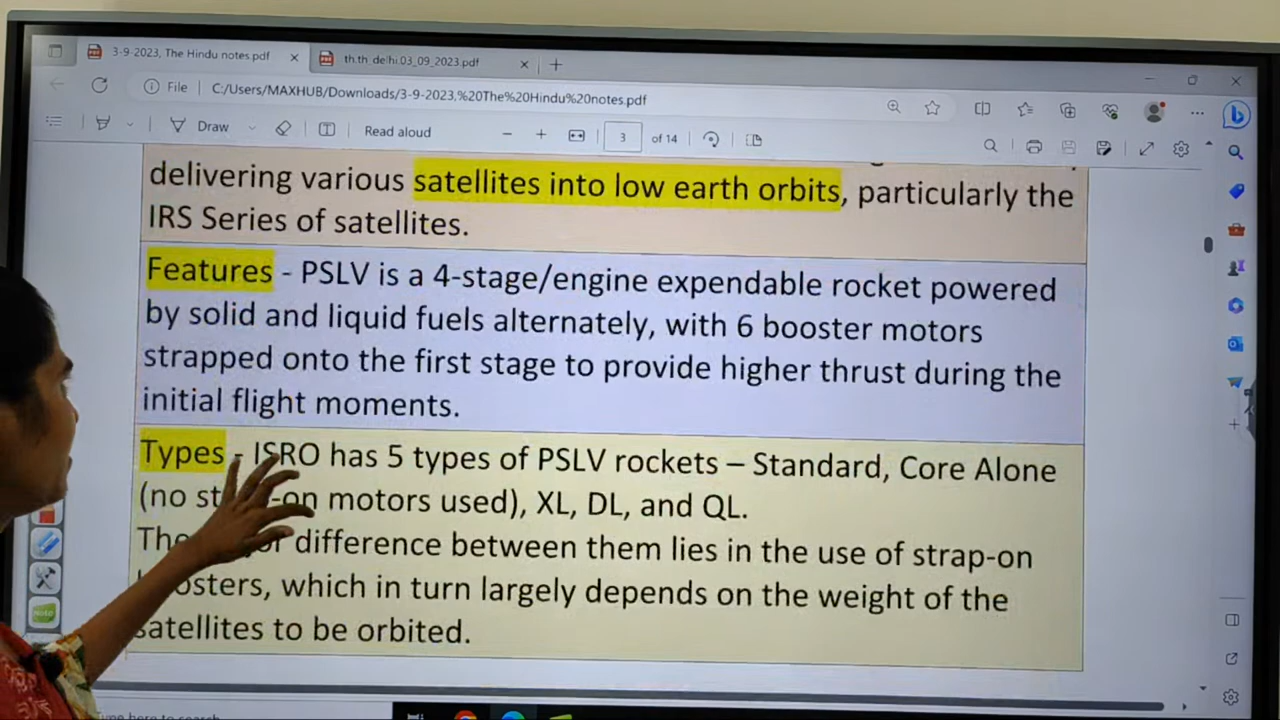 3-9-2023, The Hindu notes.pdf
th.th_delhi.03_09_2023.pdf
File
C:/Users/MAXHUB/Downloads/3-9-2023,%20The%20Hindu%20notes.pdf
Draw
Read aloud
3 of 14
delivering various satellites into low earth orbits, particularly the
IRS Series of satellites.
Features - PSLV is a 4-stage/engine expendable rocket powered
by solid and liquid fuels alternately, with 6 booster motors
strapped onto the first stage to provide higher thrust during the
initial flight moments.
Types - ISRO has 5 types of PSLV rockets – Standard, Core Alone
(no -on motors used), XL, DL, and QL.
difference between them lies in the use of strap-on
which in turn largely depends on the weight of the
satellites to be orbited.
Type here to search